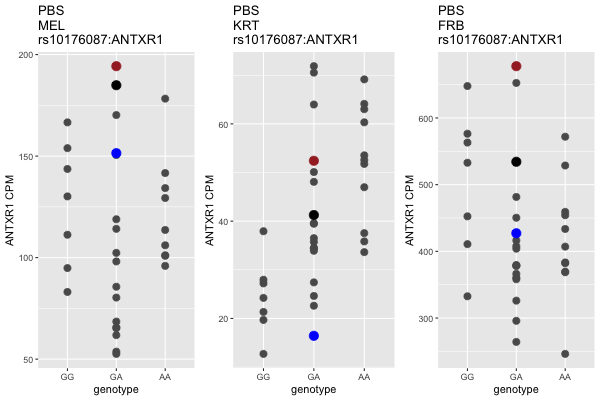 PBS
MEL
rs10176087:ANTXR1
200
150
100
50
ANTXR1 CPM
GG GA AA
genotype
PBS
KRT
rs10176087:ANTXR1
60
40
20
ANTXR1 CPM
GG GA AA
genotype
PBS
FRB
rs10176087:ANTXR1
600
500
400
300
ANTXR1 CPM
GG GA AA
genotype